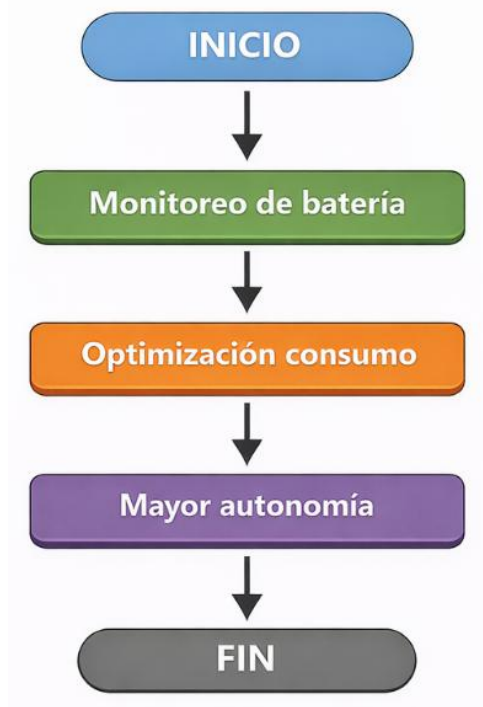 INICIO
Monitoreo de batería
Optimización consumo
Mayor autonomía
FIN